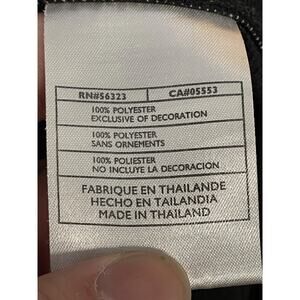 RN#56323 CA#05553
100% POLYESTER
EXCLUSIVE OF DECORATION
100% POLYESTER
SANS ORNEMENTS
100% POLIESTER
NO INCLUYE LA DECORACION
FABRIQUE EN THAILANDE
HECHO EN TAILANDIA
MADE IN THAILAND